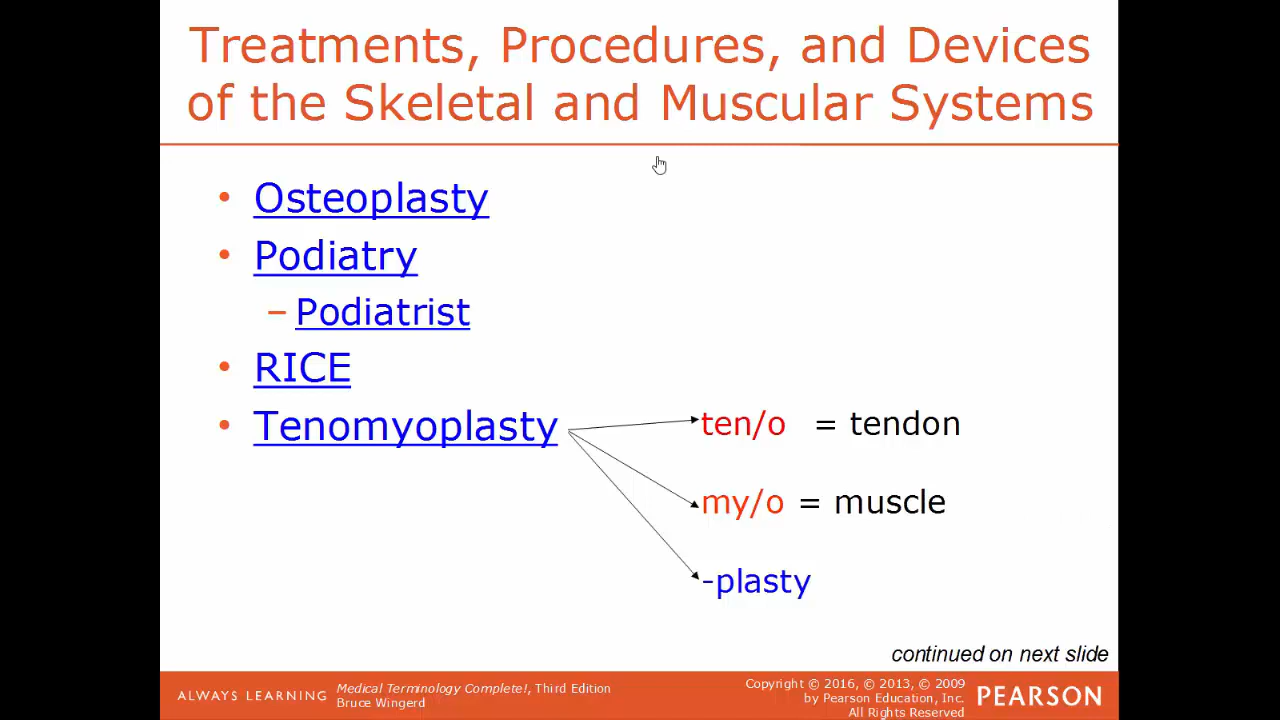 Treatments, Procedures, and Devices
of the Skeletal and Muscular Systems
• Osteoplasty
• Podiatry
– Podiatrist
• RICE
• Tenomyoplasty
ten/o = tendon
my/o = muscle
-plasty
continued on next slide
ALWAYS LEARNING
Medical Terminology Complete!, Third Edition
Bruce Wingerd
Copyright © 2016, © 2013, © 2009
by Pearson Education, Inc.
All Rights Reserved
PEARSON